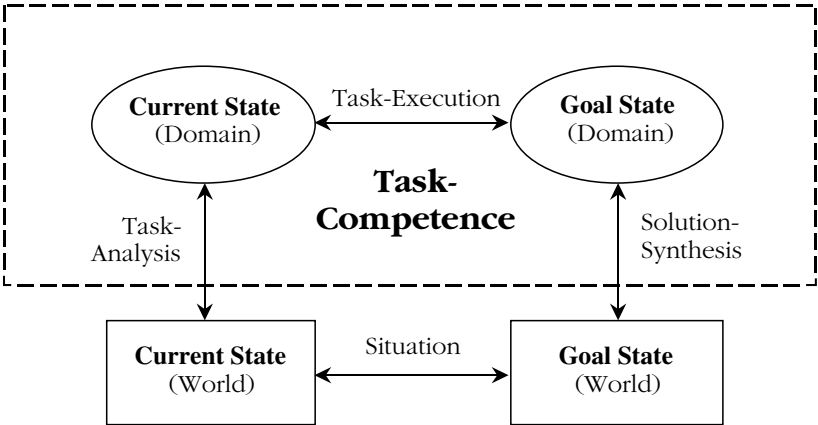 Current State
(Domain)
Task-Execution
Goal State
(Domain)
Task-
Competence
Task-
Analysis
Solution-
Synthesis
Current State
(World)
Situation
Goal State
(World)